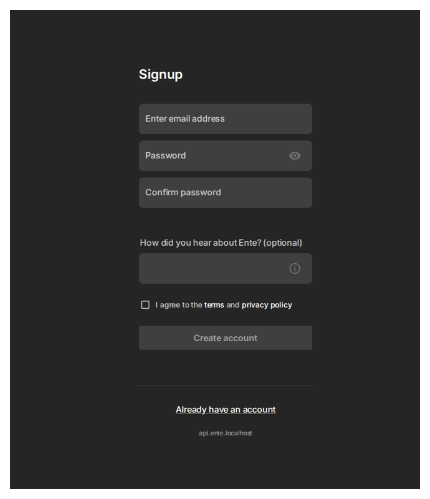 Signup
Enter email address
Password
Confirm password
How did you hear about Ente? (optional)
I agree to the terms and privacy policy
Create account
Already have an account
api.ente.localhost